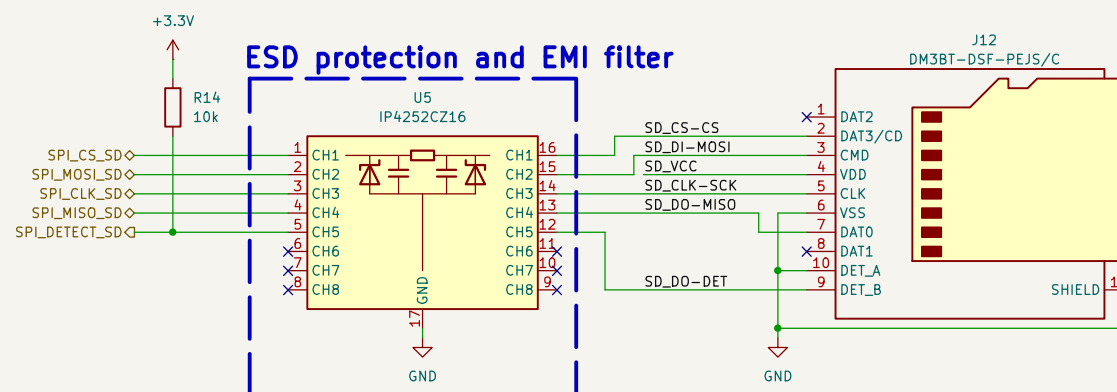 +3.3V
ESD protection and EMI filter
J12
DM3BT-DSF-PEJS/C
R14
10k
U5
IP4252CZ16
SPI_CS_SD 1 CH1 CH1 16 SD_CS-CS
SPI_MOSI_SD 2 CH2 CH2 15 SD_DI-MOSI
SPI_CLK_SD 3 CH3 CH3 14 SD_VCC
SPI_MISO_SD 4 CH4 CH4 13 SD_CLK-SCK
SPI_DETECT_SD 5 CH5 CH5 12 SD_DO-MISO
6 CH6 CH6 11
7 CH7 CH7 10
8 CH8 CH8 9 SD_DO-DET
GND
17
GND
1 DAT2
2 DAT3/CD
3 CMD
4 VDD
5 CLK
6 VSS
7 DAT0
8 DAT1
10 DET_A
9 DET_B
SHIELD
GND